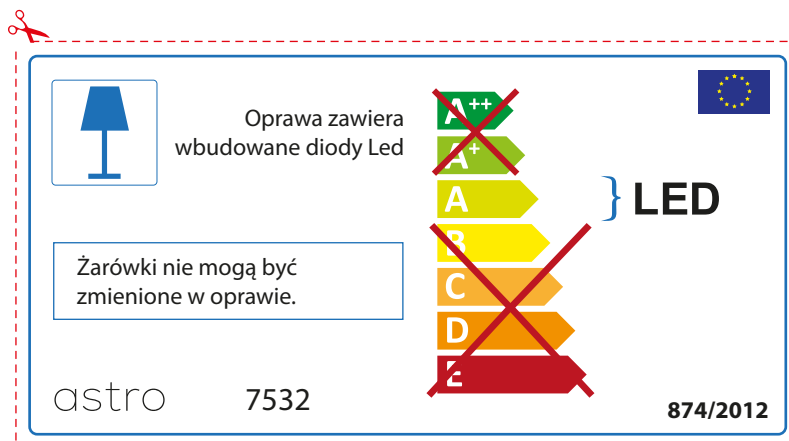 Oprawa zawiera
wbudowane diody Led
Żarówki nie mogą być
zmienione w oprawie.
A++
A+
A
B
C
D
E
LED
astro 7532
874/2012